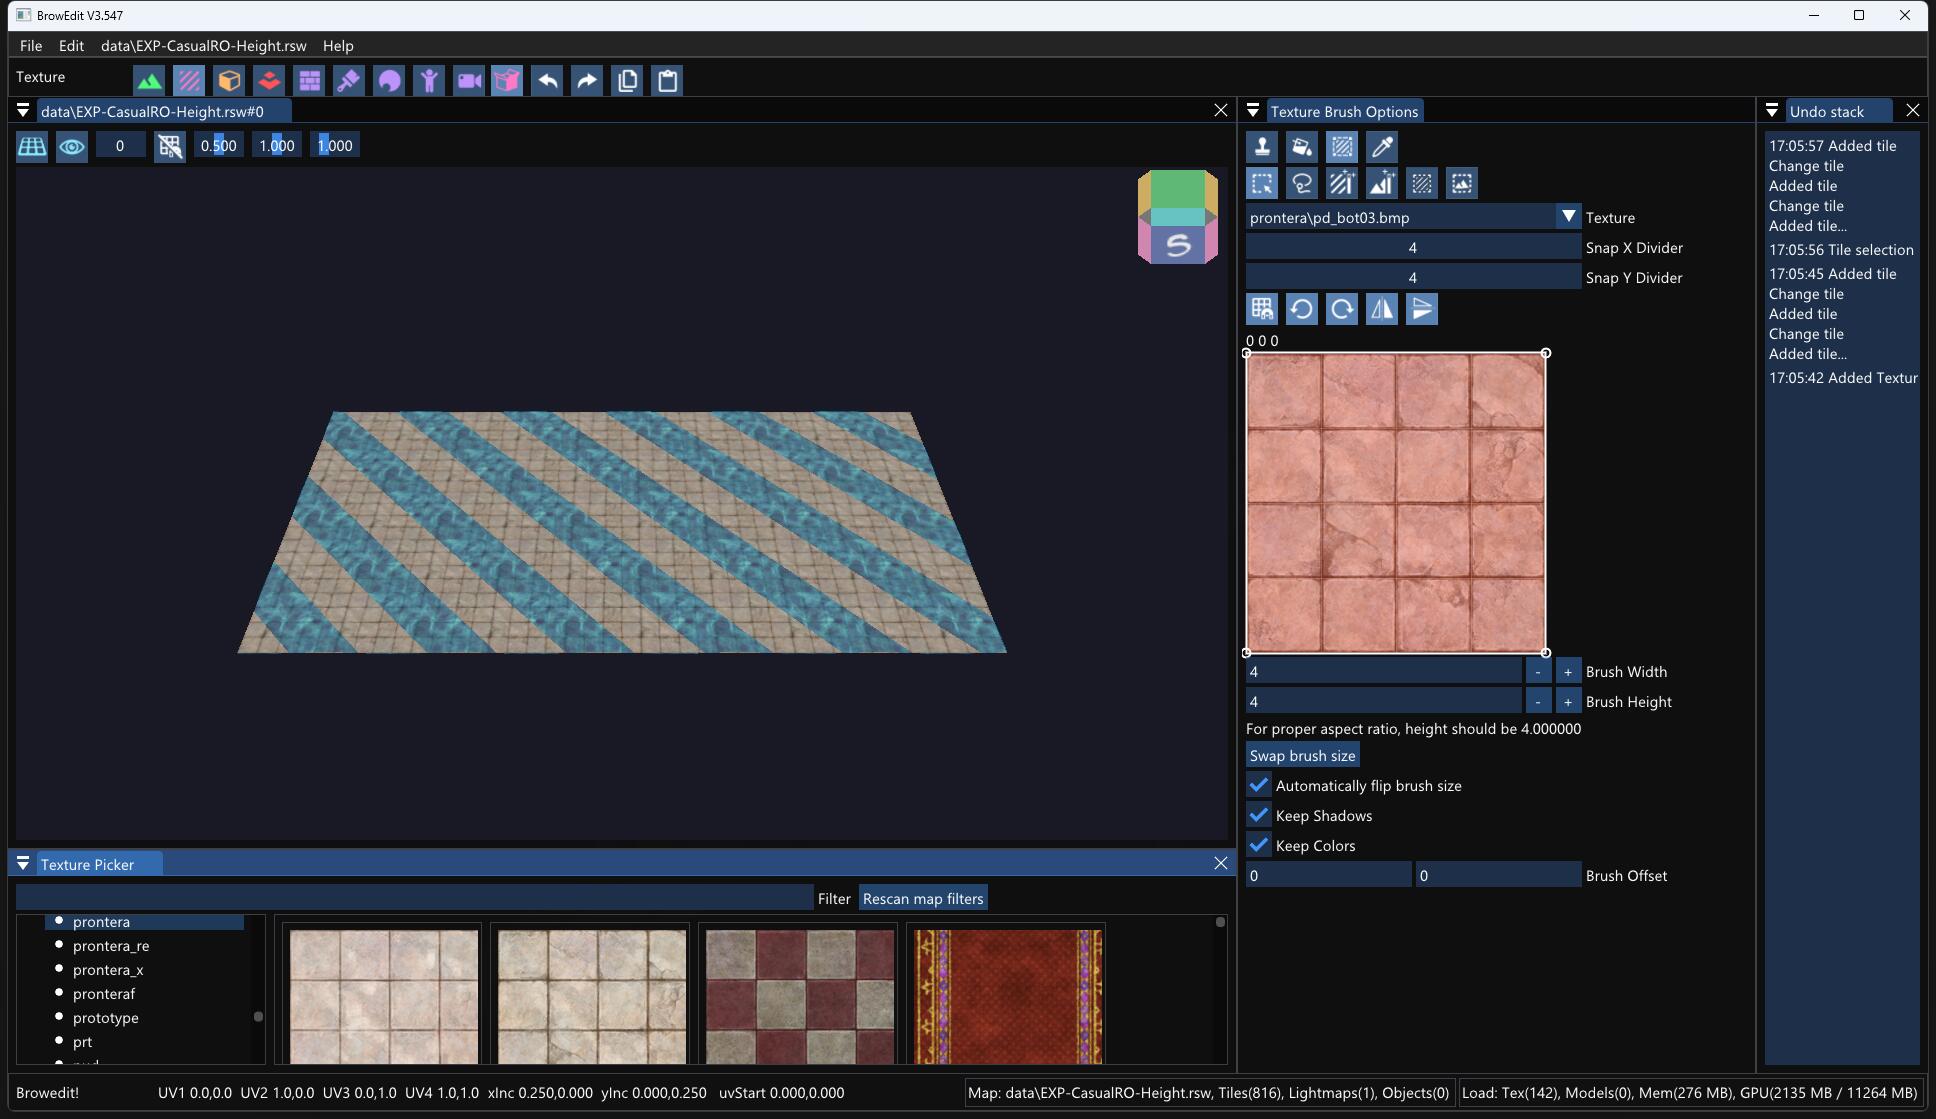 BrowEdit V3.547
File Edit data\EXP-CasualRO-Height.rsw Help
Texture
data\EXP-CasualRO-Height.rsw#0
0 0.500 1.000 1.000
S
Texture Brush Options
prontera\pd_bot03.bmp Texture
4 Snap X Divider
4 Snap Y Divider
0 0 0
4 - + Brush Width
4 - + Brush Height
For proper aspect ratio, height should be 4.000000
Swap brush size
Automatically flip brush size
Keep Shadows
Keep Colors
0 0 Brush Offset
Undo stack
17:05:57 Added tile
Change tile
Added tile
Change tile
Added tile...
17:05:56 Tile selection
17:05:45 Added tile
Change tile
Added tile
Change tile
Added tile...
17:05:42 Added Textur
Texture Picker
Filter Rescan map filters
prontera
prontera_re
prontera_x
pronteraf
prototype
prt
Browedit! UV1 0.0,0.0 UV2 1.0,0.0 UV3 0.0,1.0 UV4 1.0,1.0 xInc 0.250,0.000 yInc 0.000,0.250 uvStart 0.000,0.000 Map: data\EXP-CasualRO-Height.rsw, Tiles(816), Lightmaps(1), Objects(0) Load: Tex(142), Models(0), Mem(276 MB), GPU(2135 MB / 11264 MB)